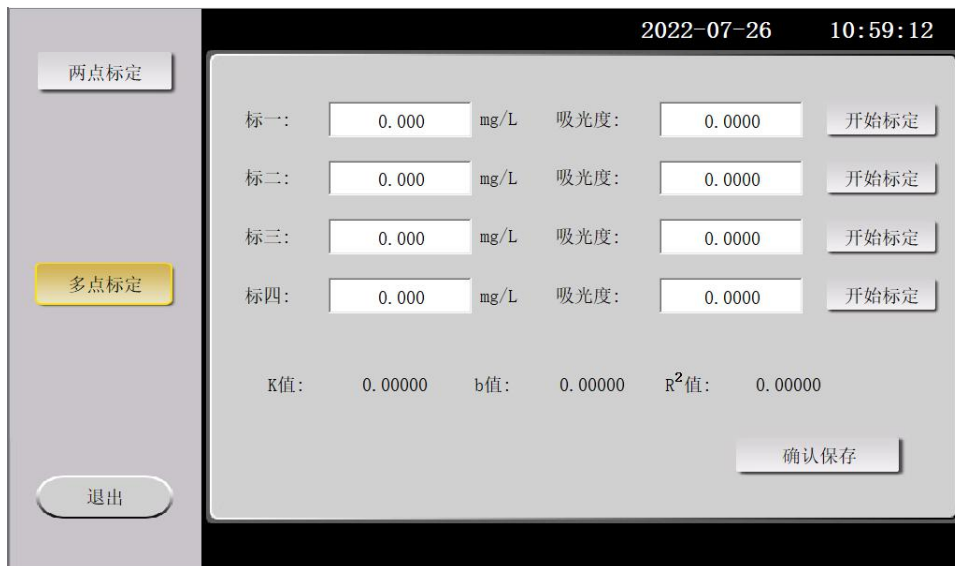 2022-07-26 10:59:12
两点标定
标一: 0.000 mg/L 吸光度: 0.0000 开始标定
标二: 0.000 mg/L 吸光度: 0.0000 开始标定
标三: 0.000 mg/L 吸光度: 0.0000 开始标定
多点标定
标四: 0.000 mg/L 吸光度: 0.0000 开始标定
K值: 0.00000 b值: 0.00000 R²值: 0.00000
确认保存
退出